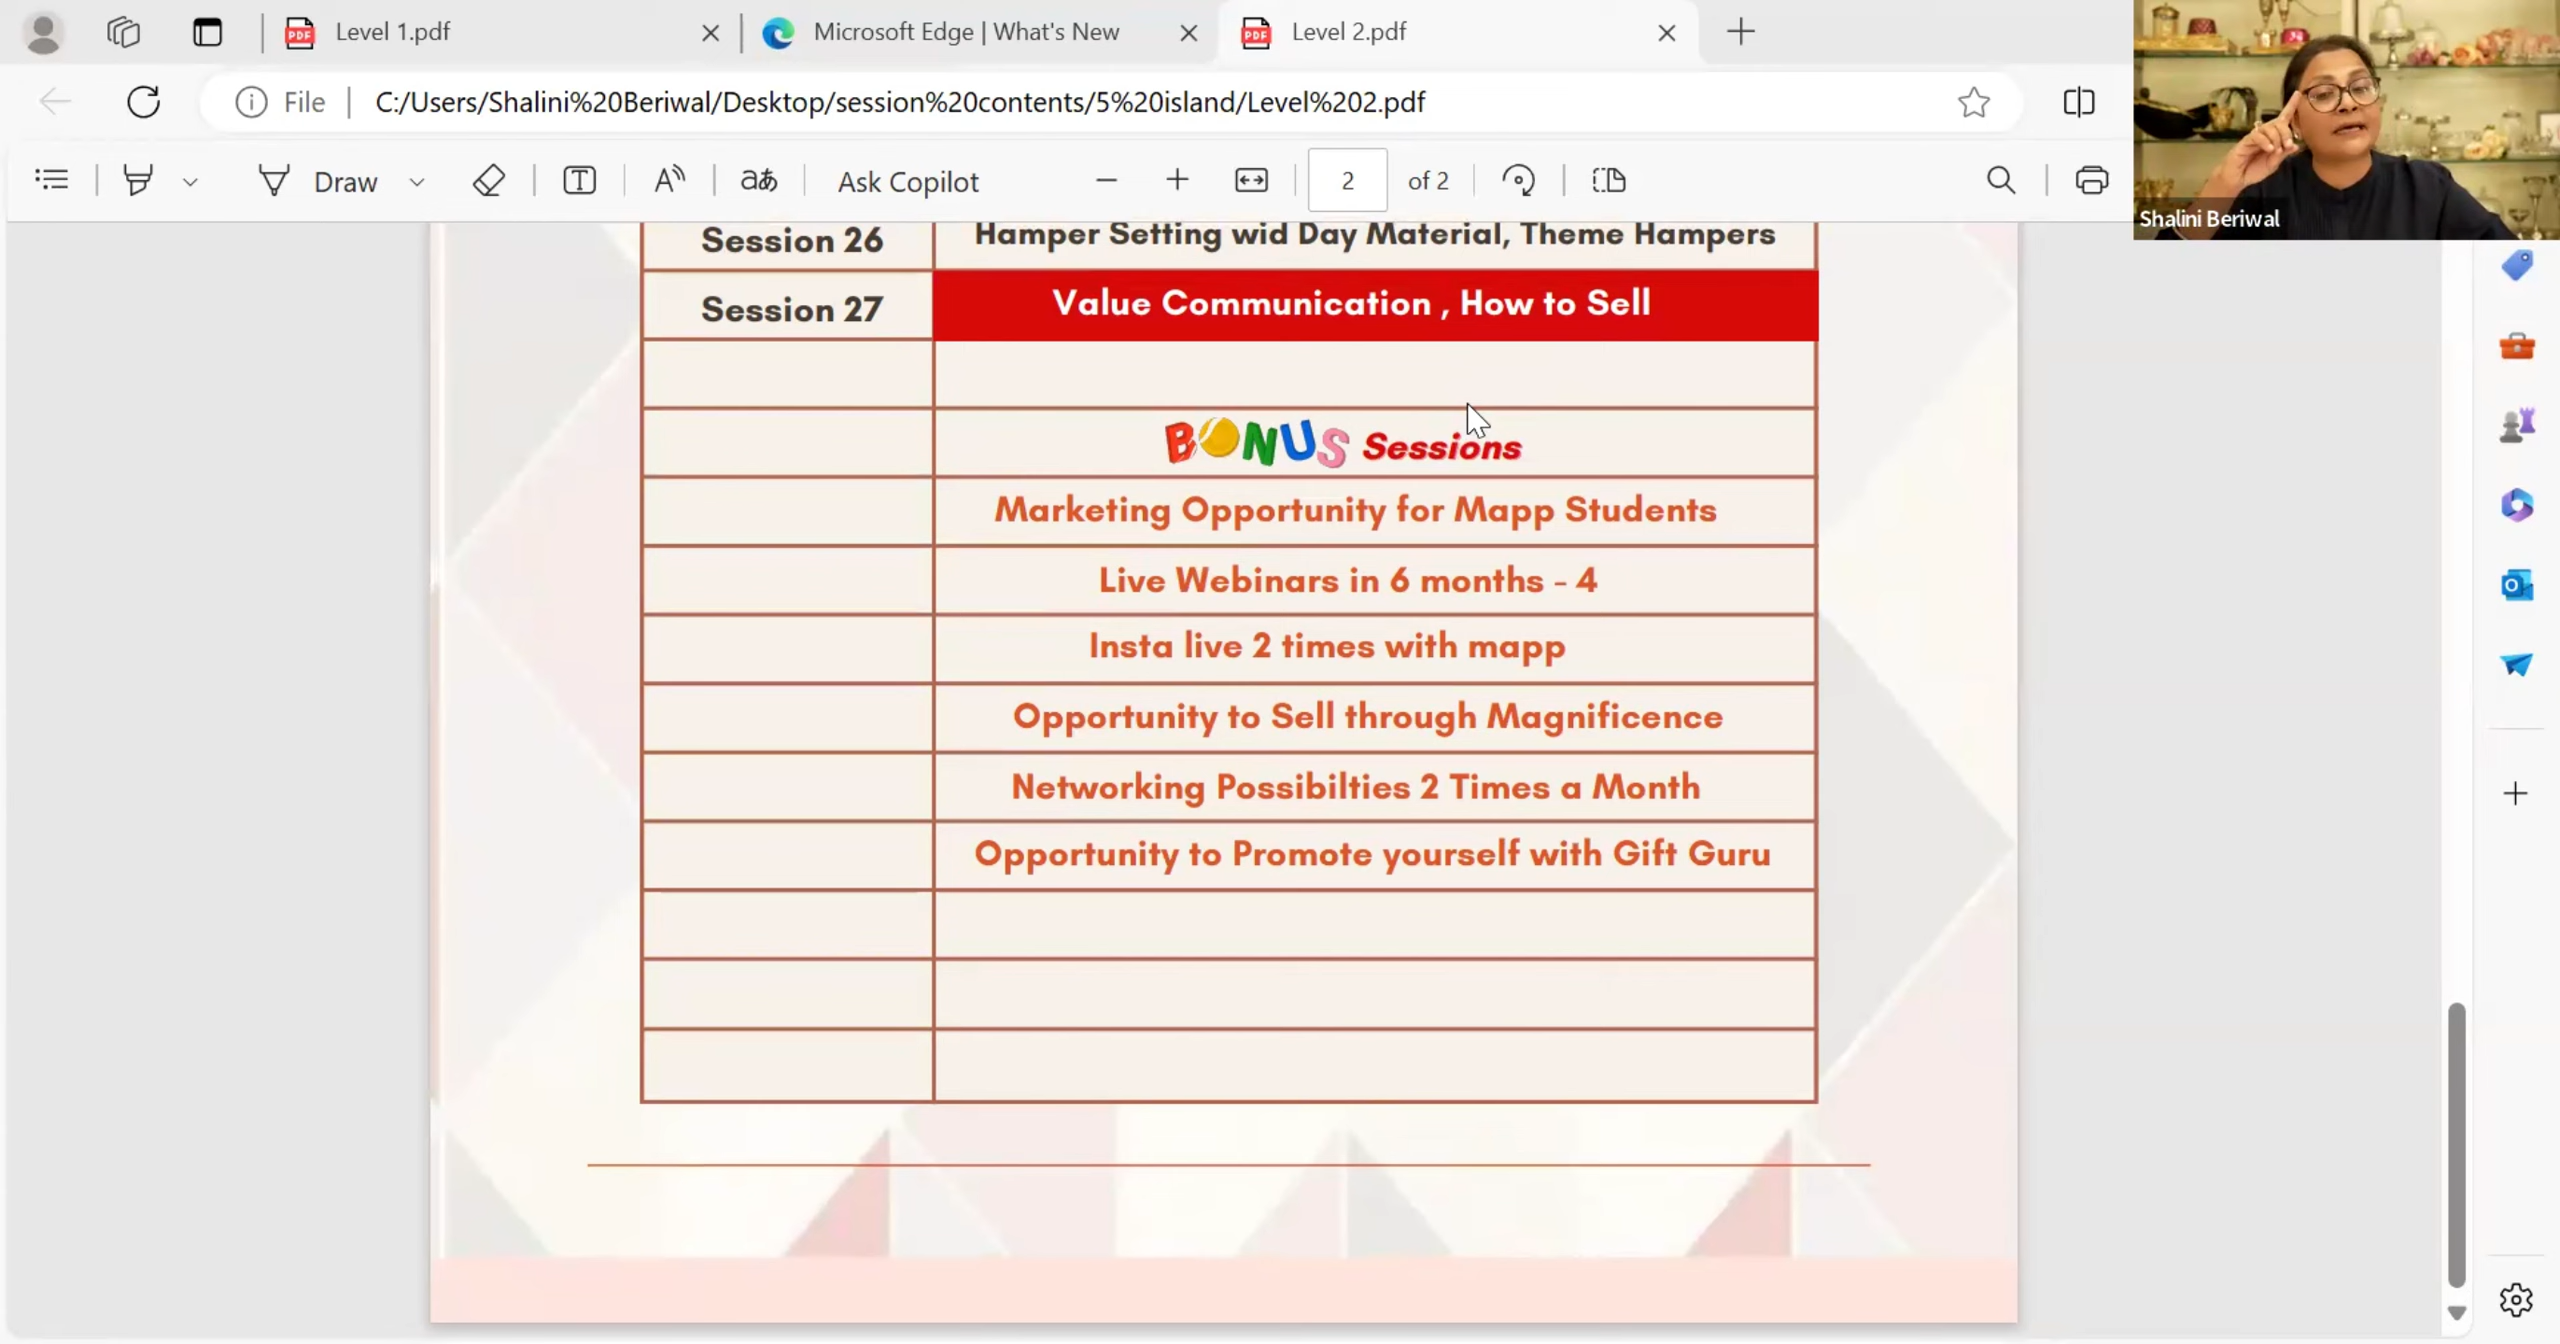 Level 1.pdf
Microsoft Edge | What's New
Level 2.pdf
File
C:/Users/Shalini%20Beriwal/Desktop/session%20contents/5%20island/Level%202.pdf
Draw
Ask Copilot
2
of 2
Shalini Beriwal
Session 26
Hamper Setting wid Day Material, Theme Hampers
Session 27
Value Communication , How to Sell
BONUS Sessions
Marketing Opportunity for Mapp Students
Live Webinars in 6 months - 4
Insta live 2 times with mapp
Opportunity to Sell through Magnificence
Networking Possibilties 2 Times a Month
Opportunity to Promote yourself with Gift Guru